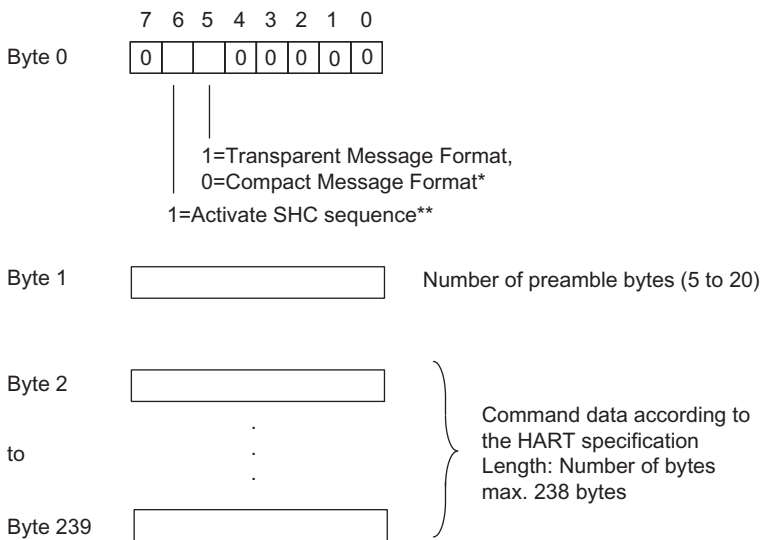 7 6 5 4 3 2 1 0
Byte 0 0 0 0 0 0 0
1=Transparent Message Format,
0=Compact Message Format*
1=Activate SHC sequence**
Byte 1 Number of preamble bytes (5 to 20)
Byte 2
.
to .
.
Byte 239
Command data according to
the HART specification
Length: Number of bytes
max. 238 bytes